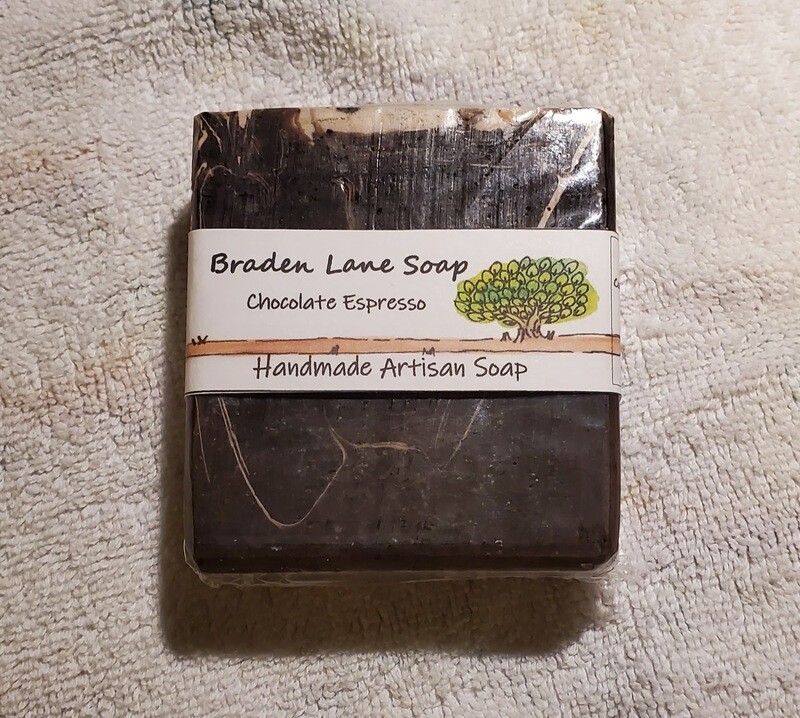 Braden Lane Soap
Chocolate Espresso
Handmade Artisan Soap